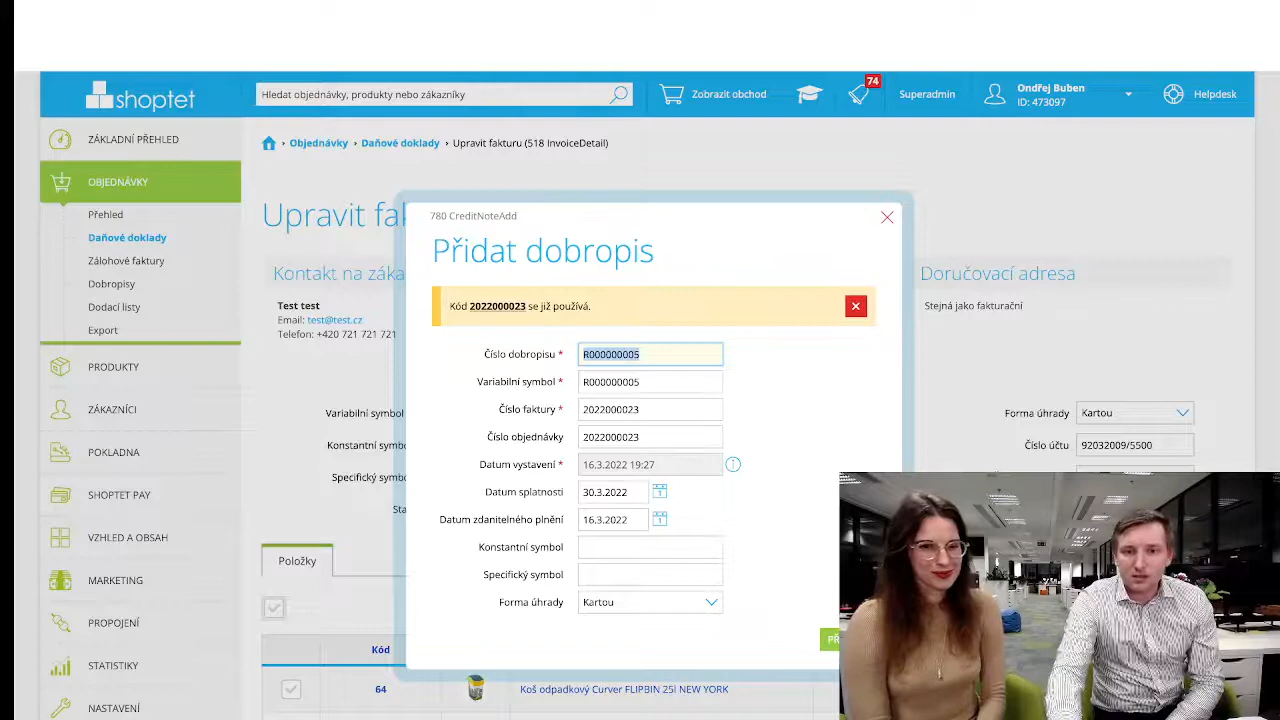 shoptet
Hledat objednávky, produkty nebo zákazníky
Zobrazit obchod
74
Superadmin
Ondřej Buben
ID: 473097
Helpdesk
ZÁKLADNÍ PŘEHLED
OBJEDNÁVKY
Přehled
Daňové doklady
Zálohové faktury
Dobropisy
Dodací listy
Export
PRODUKTY
ZÁKAZNÍCI
POKLADNA
SHOPTET PAY
VZHLED A OBSAH
MARKETING
PROPOJENÍ
STATISTIKY
NASTAVENÍ
Objednávky › Daňové doklady › Upravit fakturu (518 InvoiceDetail)
Upravit fak
Kontakt na záka
Test test
Email: test@test.cz
Telefon: +420 721 721 721
Variabilní symbol
Konstantní symbo
Specifický symbol
Sta
Položky
Kód
64
Koš odpadkový Curver FLIPBIN 25l NEW YORK
780 CreditNoteAdd
Přidat dobropis
Kód 2022000023 se již používá.
Číslo dobropisu * R000000005
Variabilní symbol * R000000005
Číslo faktury * 2022000023
Číslo objednávky 2022000023
Datum vystavení * 16.3.2022 19:27
Datum splatnosti 30.3.2022
Datum zdanitelného plnění 16.3.2022
Konstantní symbol
Specifický symbol
Forma úhrady Kartou
PŘ
Doručovací adresa
Stejná jako fakturační
Forma úhrady Kartou
Číslo účtu 92032009/5500